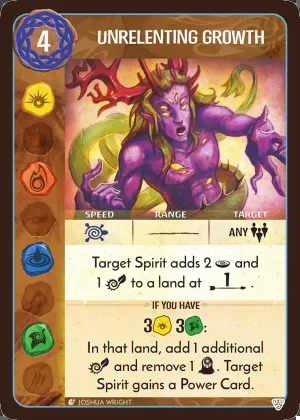 4 UNRELENTING GROWTH
SPEED RANGE TARGET
ANY
Target Spirit adds 2 and
1 to a land at 1.
IF YOU HAVE
3 3 :
In that land, add 1 additional
and remove 1 . Target
Spirit gains a Power Card.
JOSHUA WRIGHT